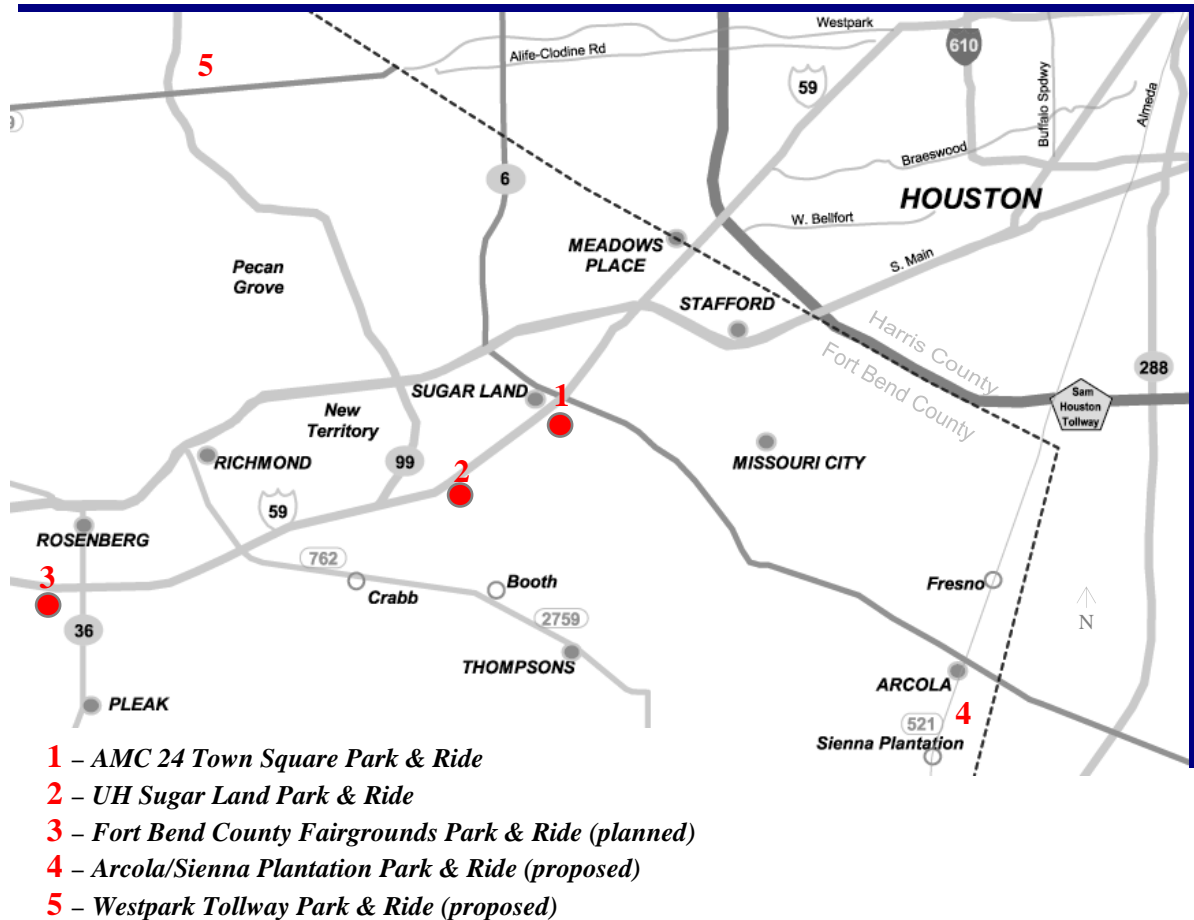 Westpark
610
Alife-Clodine Rd
5
59
Buffalo Spdwy
Almeda
9
Braeswood
6
HOUSTON
W. Bellfort
MEADOWS
PLACE
S. Main
Pecan
Grove
STAFFORD
Harris County
Fort Bend County
288
SUGAR LAND
1
Sam
Houston
Tollway
New
Territory
RICHMOND
99
2
MISSOURI CITY
59
ROSENBERG
762
3
Crabb
Booth
Fresno
N
36
2759
THOMPSONS
ARCOLA
PLEAK
521
4
Sienna Plantation
1 – AMC 24 Town Square Park & Ride
2 – UH Sugar Land Park & Ride
3 – Fort Bend County Fairgrounds Park & Ride (planned)
4 – Arcola/Sienna Plantation Park & Ride (proposed)
5 – Westpark Tollway Park & Ride (proposed)